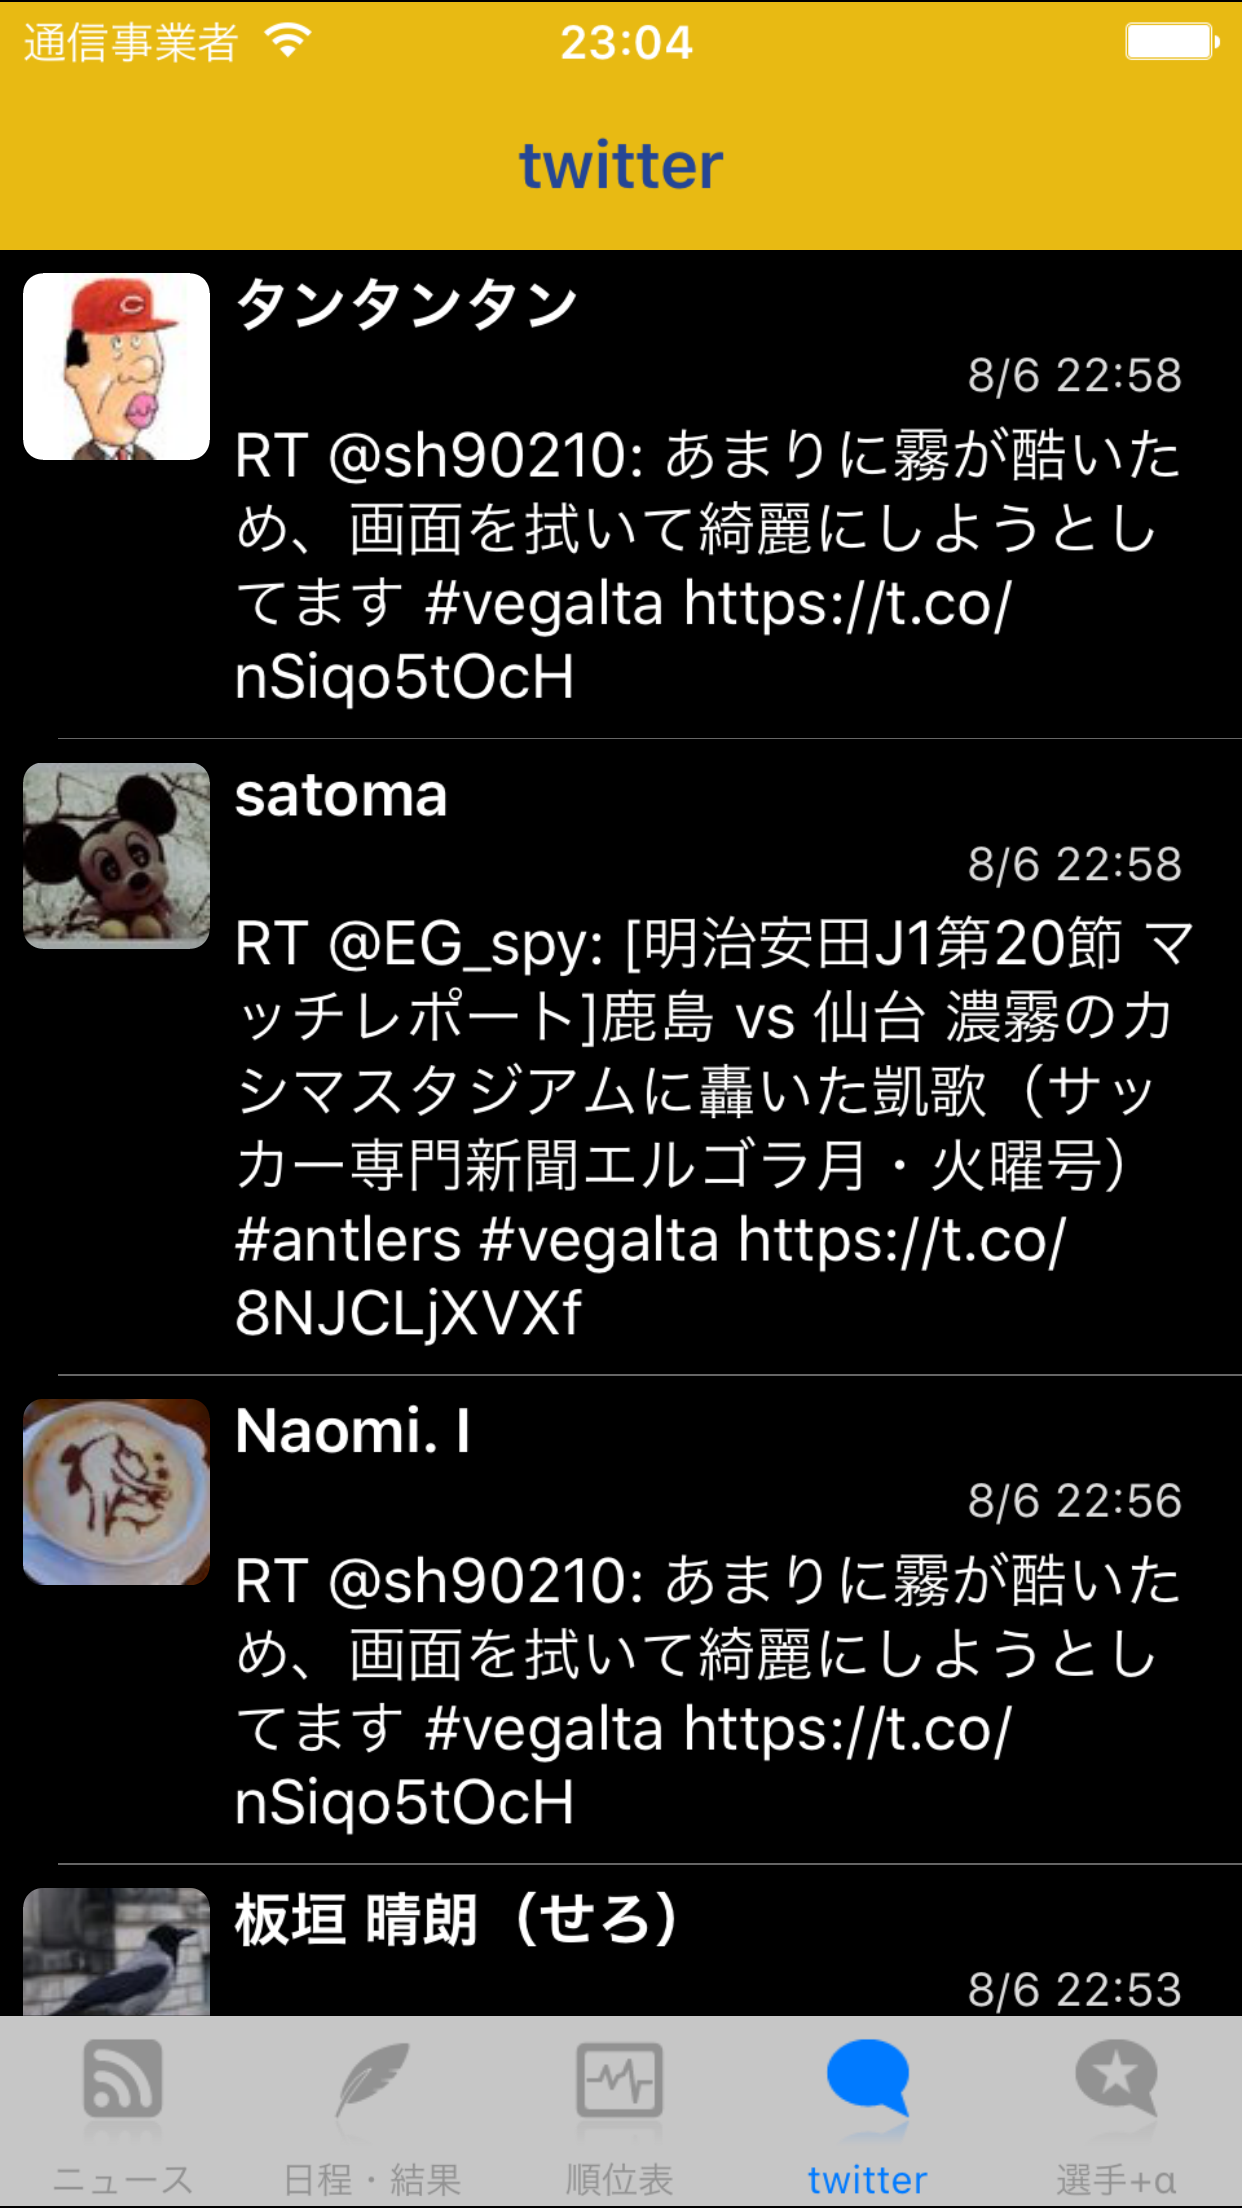 通信事業者 23:04
twitter
タンタンタン
8/6 22:58
RT @sh90210: あまりに霧が酷いた
め、画面を拭いて綺麗にしようとし
てます #vegalta https://t.co/
nSiqo5tOcH
satoma
8/6 22:58
RT @EG_spy: [明治安田J1第20節 マ
ッチレポート]鹿島 vs 仙台 濃霧のカ
シマスタジアムに轟いた凱歌（サッ
カー専門新聞エルゴラ月・火曜号）
#antlers #vegalta https://t.co/
8NJCLjXVXf
Naomi. I
8/6 22:56
RT @sh90210: あまりに霧が酷いた
め、画面を拭いて綺麗にしようとし
てます #vegalta https://t.co/
nSiqo5tOcH
板垣 晴朗（せろ）
8/6 22:53
ニュース 日程・結果 順位表 twitter 選手+α